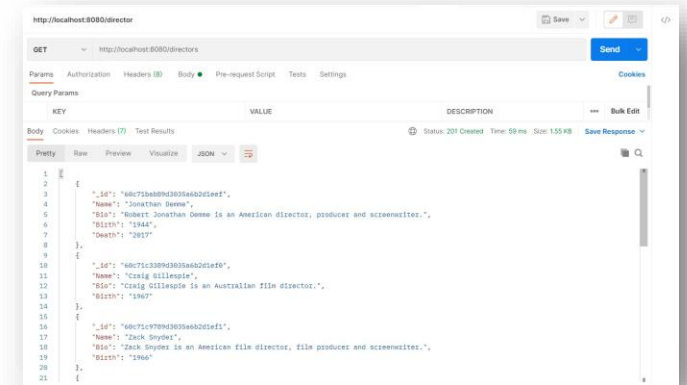 http://localhost:8080/director
Save
GET http://localhost:8080/directors Send
Params Authorization Headers (8) Body Pre-request Script Tests Settings Cookies
Query Params
KEY VALUE DESCRIPTION Bulk Edit
Body Cookies Headers (7) Test Results Status: 201 Created Time: 59 ms Size: 1.55 KB Save Response
Pretty Raw Preview Visualize JSON
1 [
2 {
3 "_id": "60c71bab89d3035a6b2d1eef",
4 "Name": "Jonathan Demme",
5 "Bio": "Robert Jonathan Demme is an American director, producer and screenwriter.",
6 "Birth": "1944",
7 "Death": "2017"
8 },
9 {
10 "_id": "60c71c3389d3035a6b2d1ef0",
11 "Name": "Craig Gillespie",
12 "Bio": "Craig Gillespie is an Australian film director.",
13 "Birth": "1967"
14 },
15 {
16 "_id": "60c71c9789d3035a6b2d1ef1",
17 "Name": "Zack Snyder",
18 "Bio": "Zack Snyder is an American film director, film producer and screenwriter.",
19 "Birth": "1966"
20 },
21 {